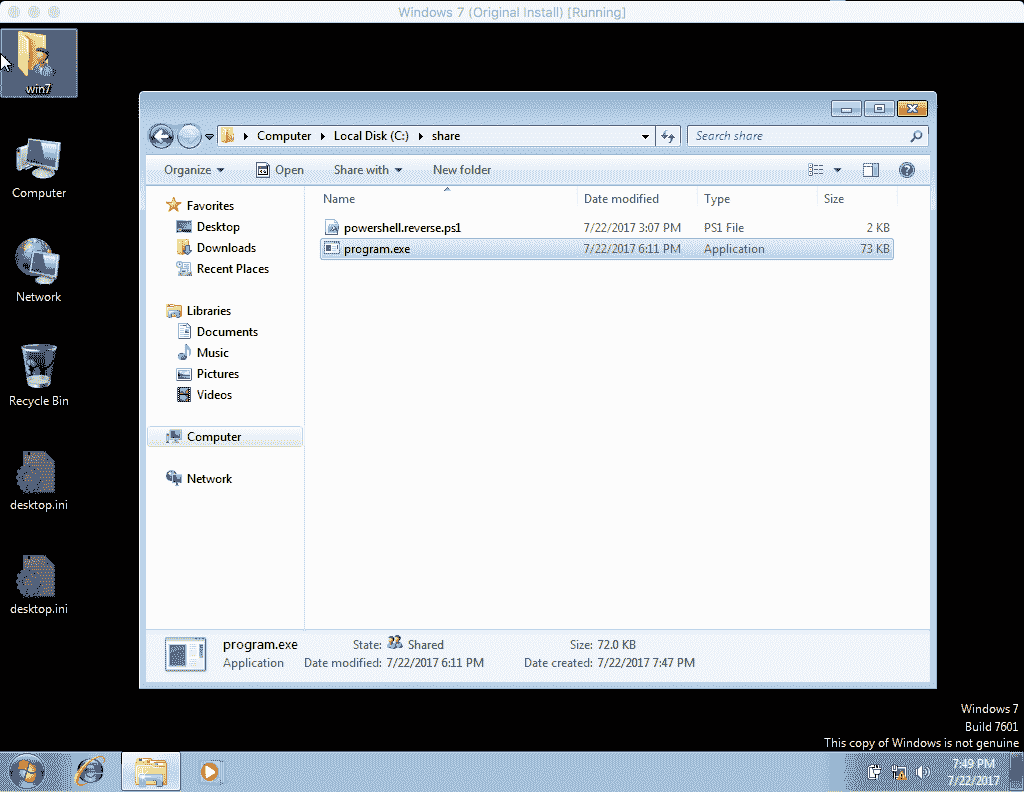 Windows 7 (Original Install) [Running]
win7
Computer
Network
Recycle Bin
desktop.ini
desktop.ini
Computer Local Disk (C:) share
Search share
Organize Open Share with New folder
Name Date modified Type Size
Favorites
Desktop
Downloads
Recent Places
Libraries
Documents
Music
Pictures
Videos
Computer
Network
powershell.reverse.ps1 7/22/2017 3:07 PM PS1 File 2 KB
program.exe 7/22/2017 6:11 PM Application 73 KB
program.exe State: Shared Size: 72.0 KB
Application Date modified: 7/22/2017 6:11 PM Date created: 7/22/2017 7:47 PM
Windows 7
Build 7601
This copy of Windows is not genuine
7:49 PM
7/22/2017